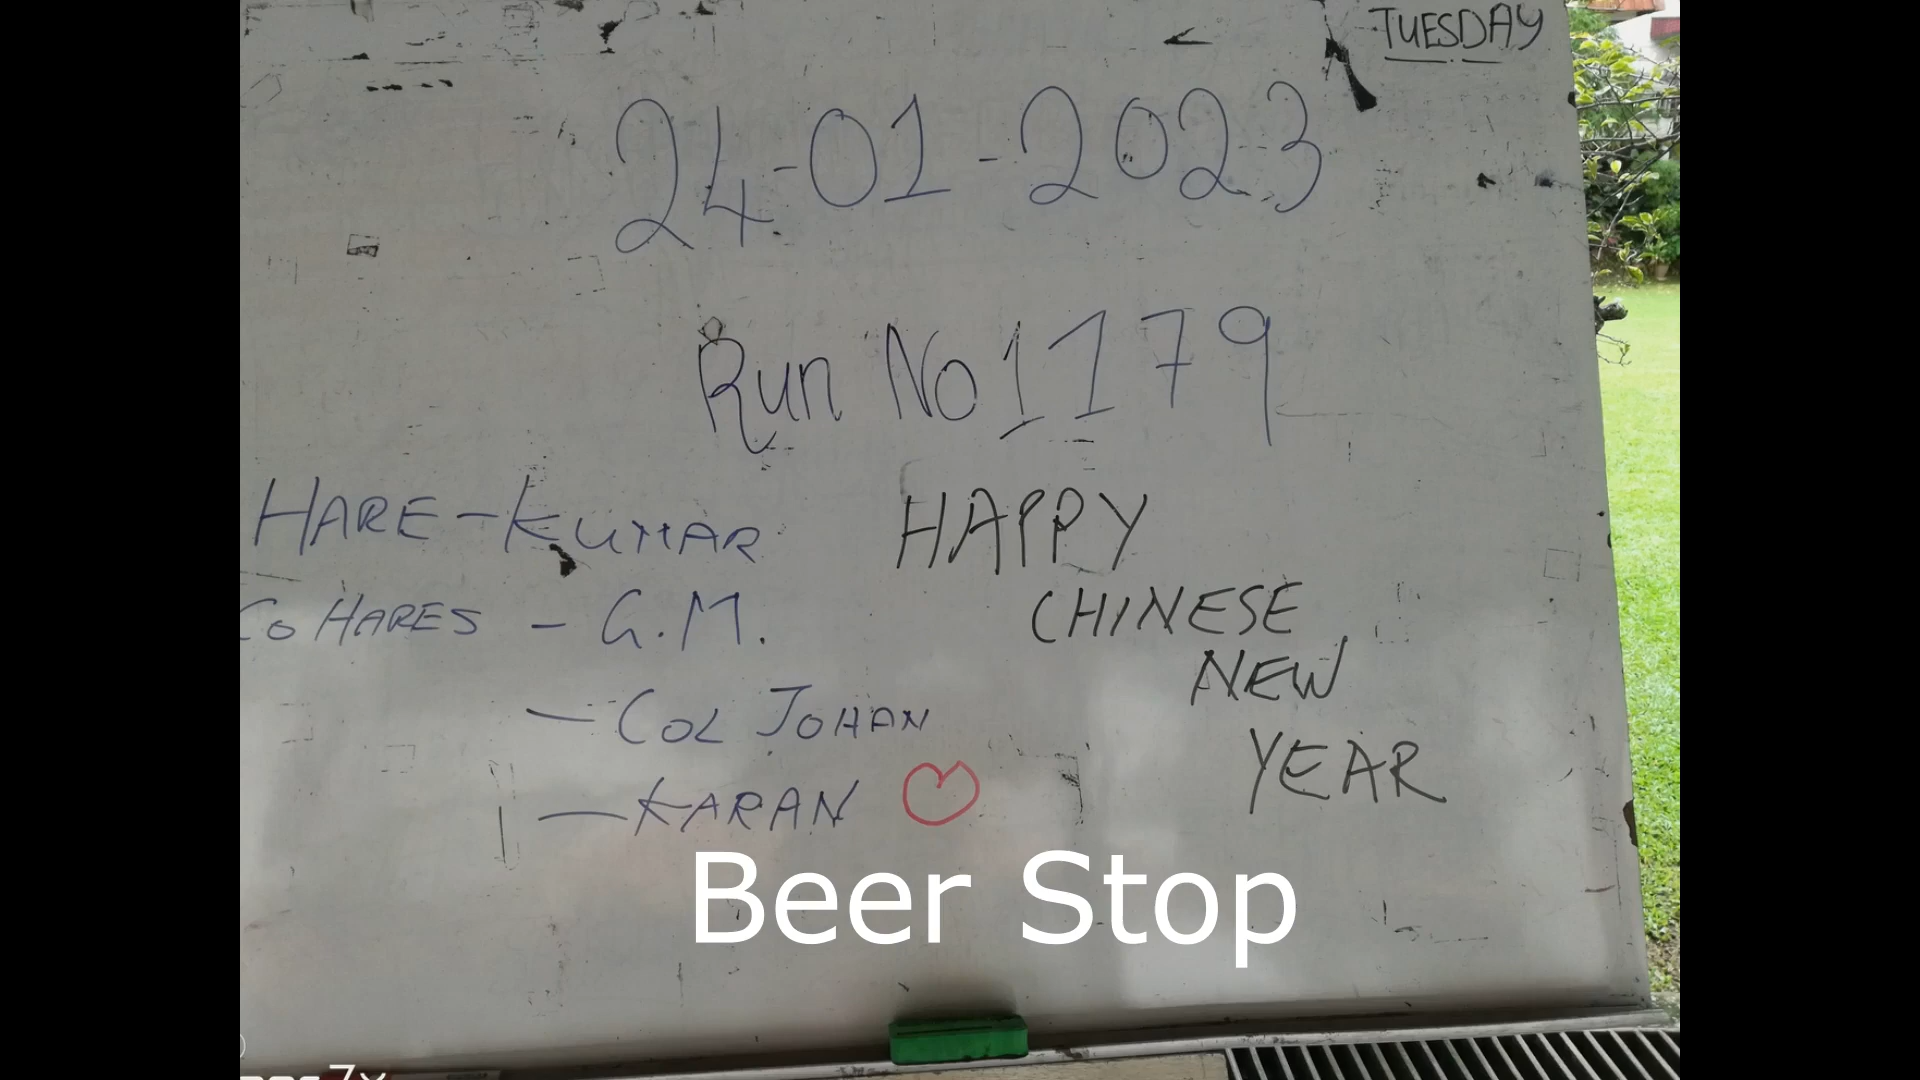 TUESDAY
24-01-2023
Run No 1179
HARE-KUMAR
CO HARES - G.M.
- COL JOHAN
- KARAN
HAPPY
CHINESE
NEW
YEAR
Beer Stop